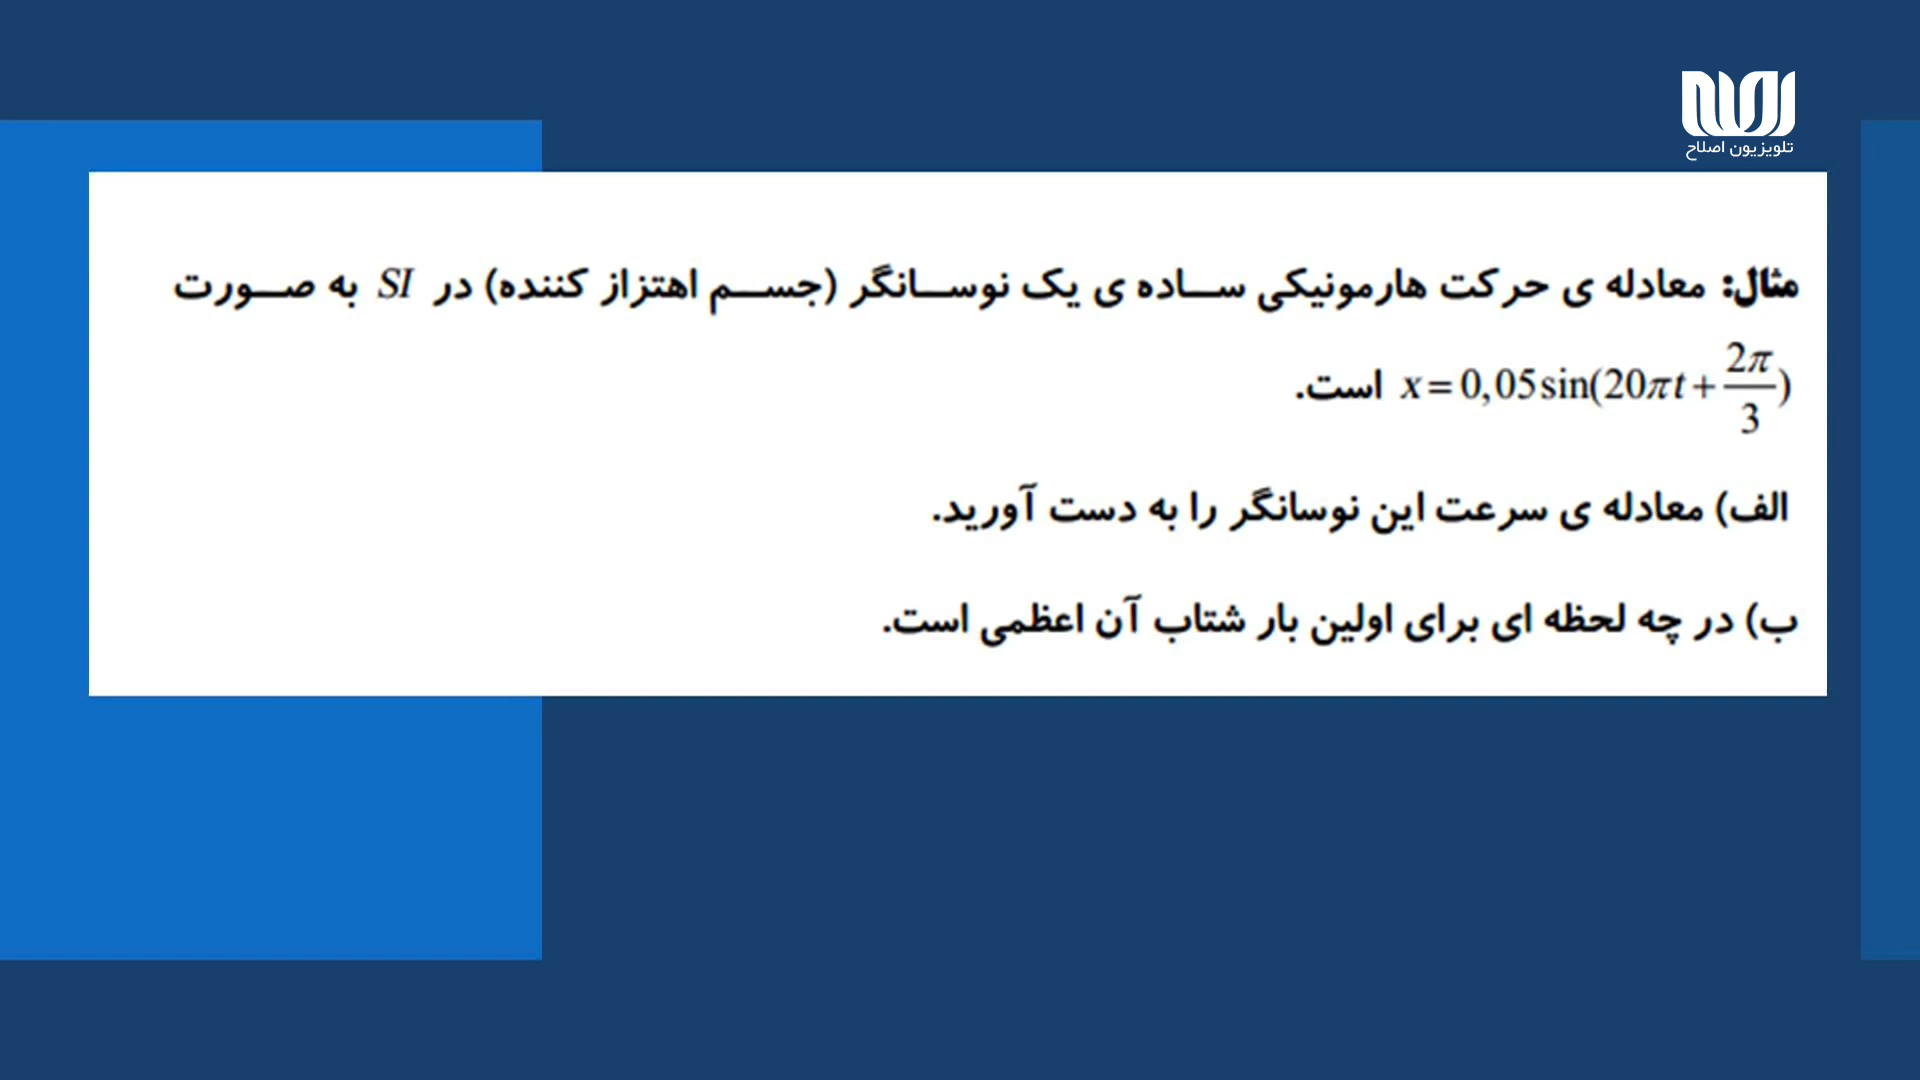 تلویزیون اصلاح
مثال: معادله ی حرکت هارمونیکی ساده ی یک نوسانگر (جسم اهتزاز کننده) در SI به صورت
x = 0,05 sin(20πt + 2π/3) است.
الف) معادله ی سرعت این نوسانگر را به دست آورید.
ب) در چه لحظه ای برای اولین بار شتاب آن اعظمی است.